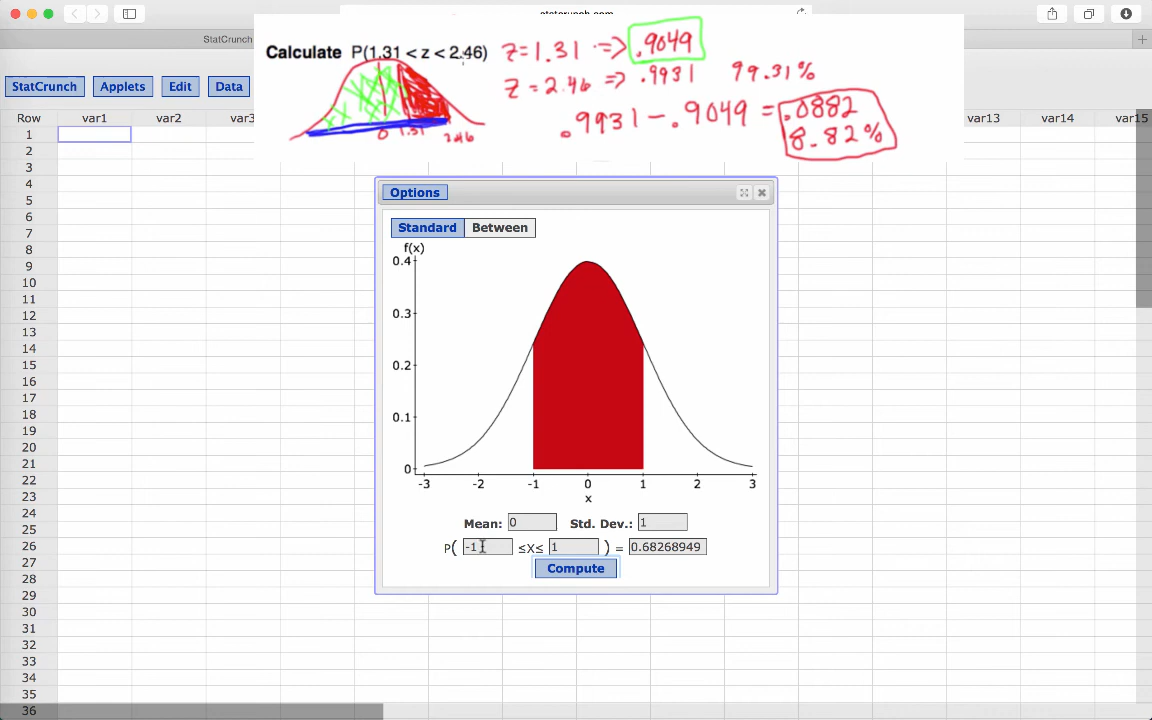 statcrunch.com
StatCrunch
Calculate P(1.31 < z < 2.46)
z=1.31 => .9049
z = 2.46 => .9931 99.31%
.9931 - .9049 = .0882
8.82%
0 1.31 2.46
StatCrunch Applets Edit Data
Row var1 var2 var3 var13 var14 var15
1
2
3
4
5
6
7
8
9
10
11
12
13
14
15
16
17
18
19
20
21
22
23
24
25
26
27
28
29
30
31
32
33
34
35
36
Options
Standard Between
f(x)
0.4
0.3
0.2
0.1
0
-3 -2 -1 0 1 2 3
x
Mean: 0 Std. Dev.: 1
P( -1 ≤X≤ 1 ) = 0.68268949
Compute